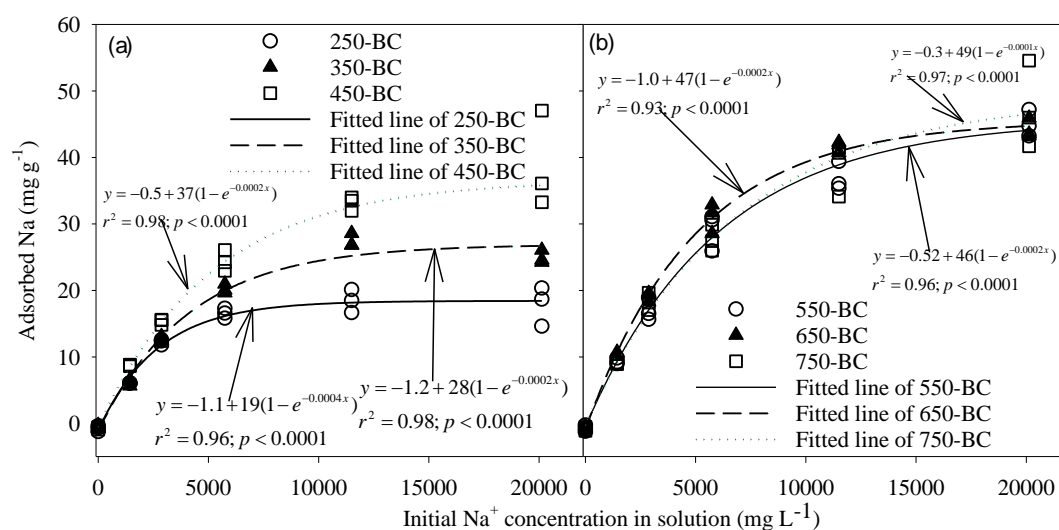 Adsorbed Na (mg g-1)
60
50
40
30
20
10
0
(a)
250-BC
350-BC
450-BC
Fitted line of 250-BC
Fitted line of 350-BC
Fitted line of 450-BC
y = −0.5 + 37(1 − e^−0.0002x)
r² = 0.98; p < 0.0001
y = −1.1 + 19(1 − e^−0.0004x)
r² = 0.96; p < 0.0001
y = −1.2 + 28(1 − e^−0.0002x)
r² = 0.98; p < 0.0001
0 5000 10000 15000 20000
(b)
y = −1.0 + 47(1 − e^−0.0002x)
r² = 0.93; p < 0.0001
y = −0.3 + 49(1 − e^−0.0001x)
r² = 0.97; p < 0.0001
y = −0.52 + 46(1 − e^−0.0002x)
r² = 0.96; p < 0.0001
550-BC
650-BC
750-BC
Fitted line of 550-BC
Fitted line of 650-BC
Fitted line of 750-BC
0 5000 10000 15000 20000
Initial Na+ concentration in solution (mg L-1)